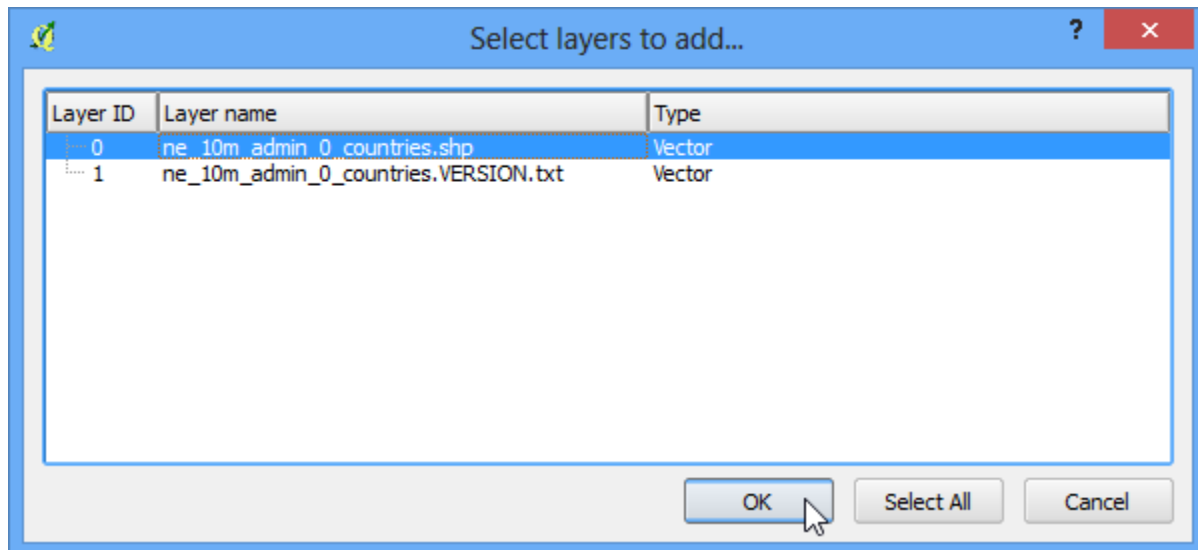 Select layers to add...
? ×
Layer ID Layer name Type
0 ne_10m_admin_0_countries.shp Vector
1 ne_10m_admin_0_countries.VERSION.txt Vector
OK Select All Cancel